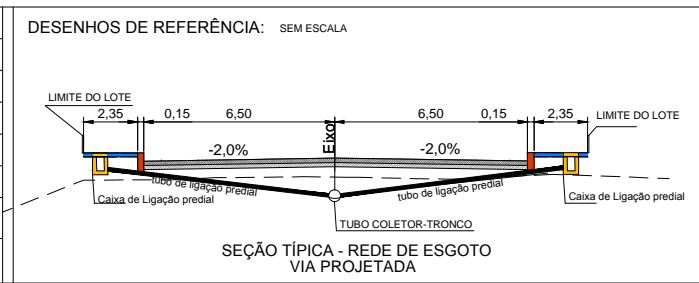 DESENHOS DE REFERÊNCIA: SEM ESCALA
LIMITE DO LOTE
2,35 0,15 6,50 6,50 0,15 2,35
LIMITE DO LOTE
-2,0% Eixo -2,0%
tubo de ligação predial tubo de ligação predial
Caixa de Ligação predial Caixa de Ligação predial
TUBO COLETOR-TRONCO
SEÇÃO TÍPICA - REDE DE ESGOTO
VIA PROJETADA